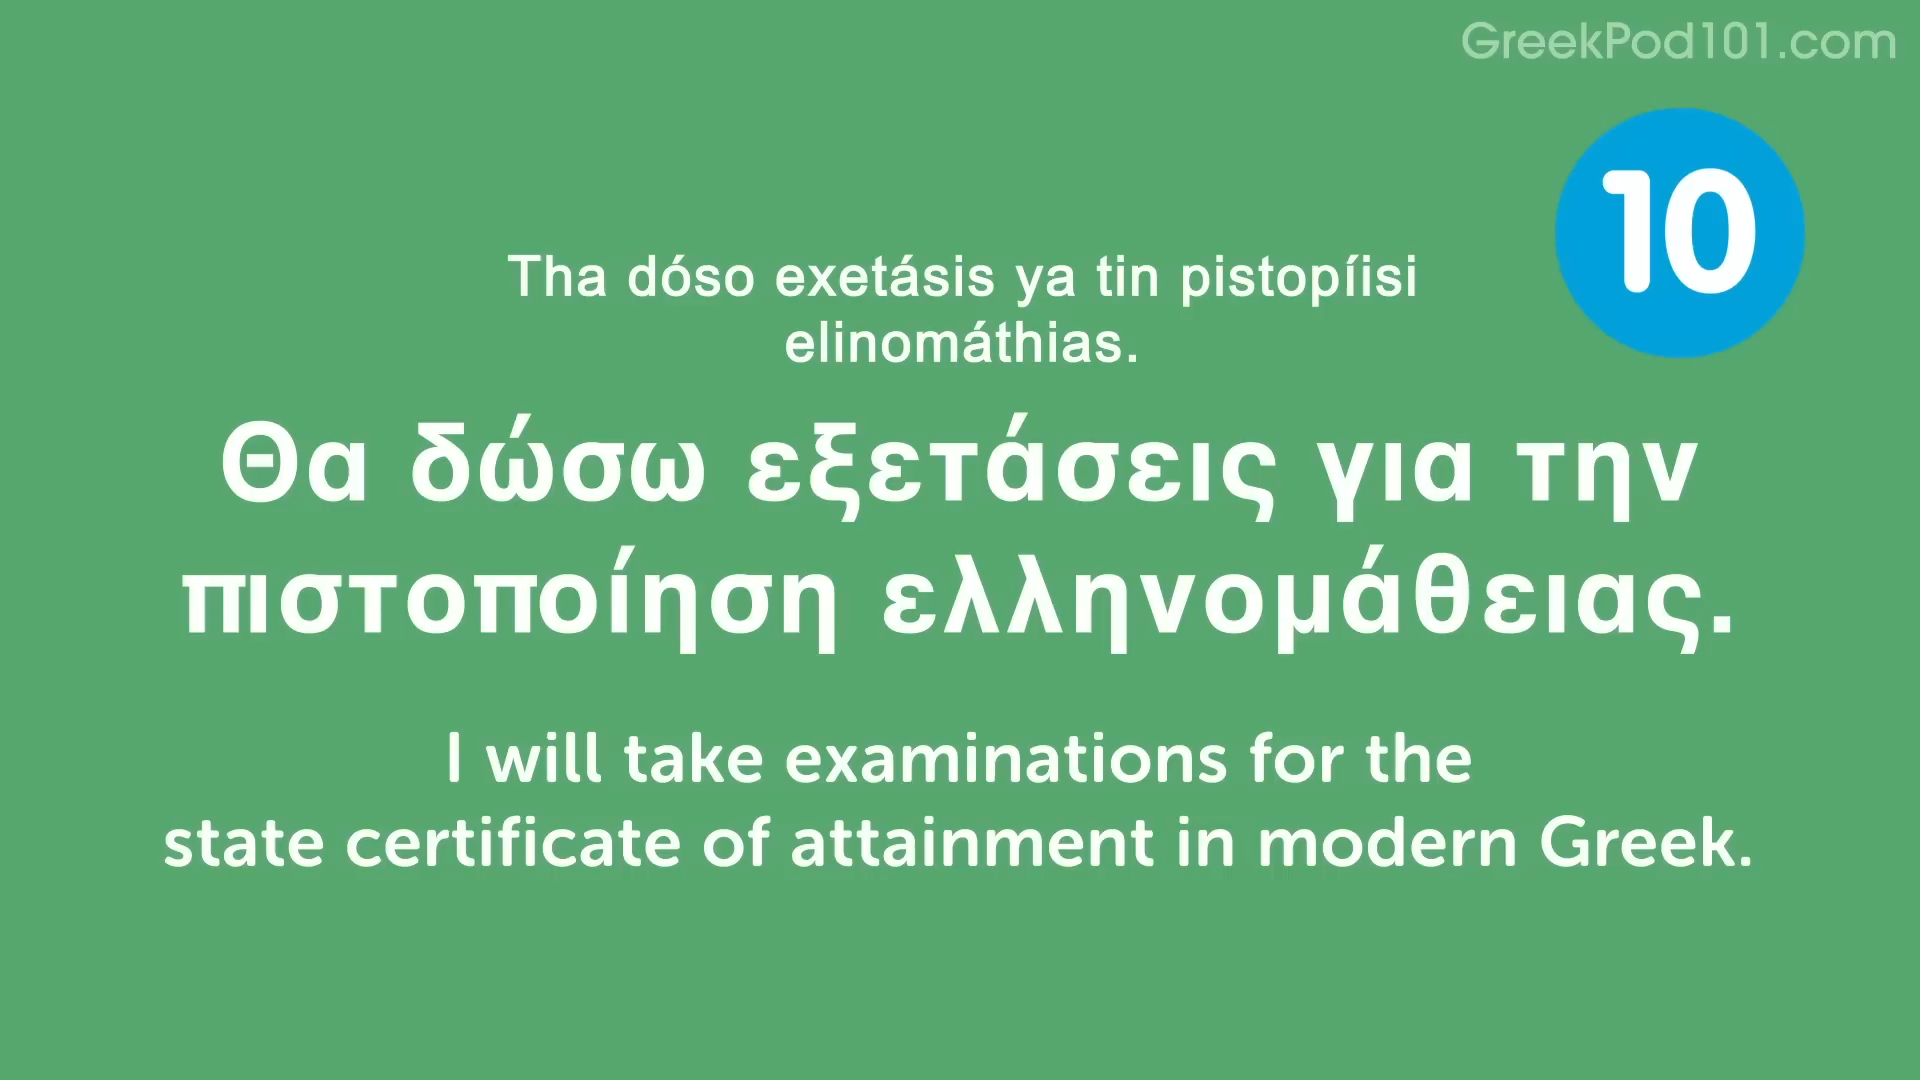 GreekPod101.com
10
Tha dóso exetásis ya tin pistopíisi
elinomáthias.
Θα δώσω εξετάσεις για την
πιστοποίηση ελληνομάθειας.
I will take examinations for the
state certificate of attainment in modern Greek.